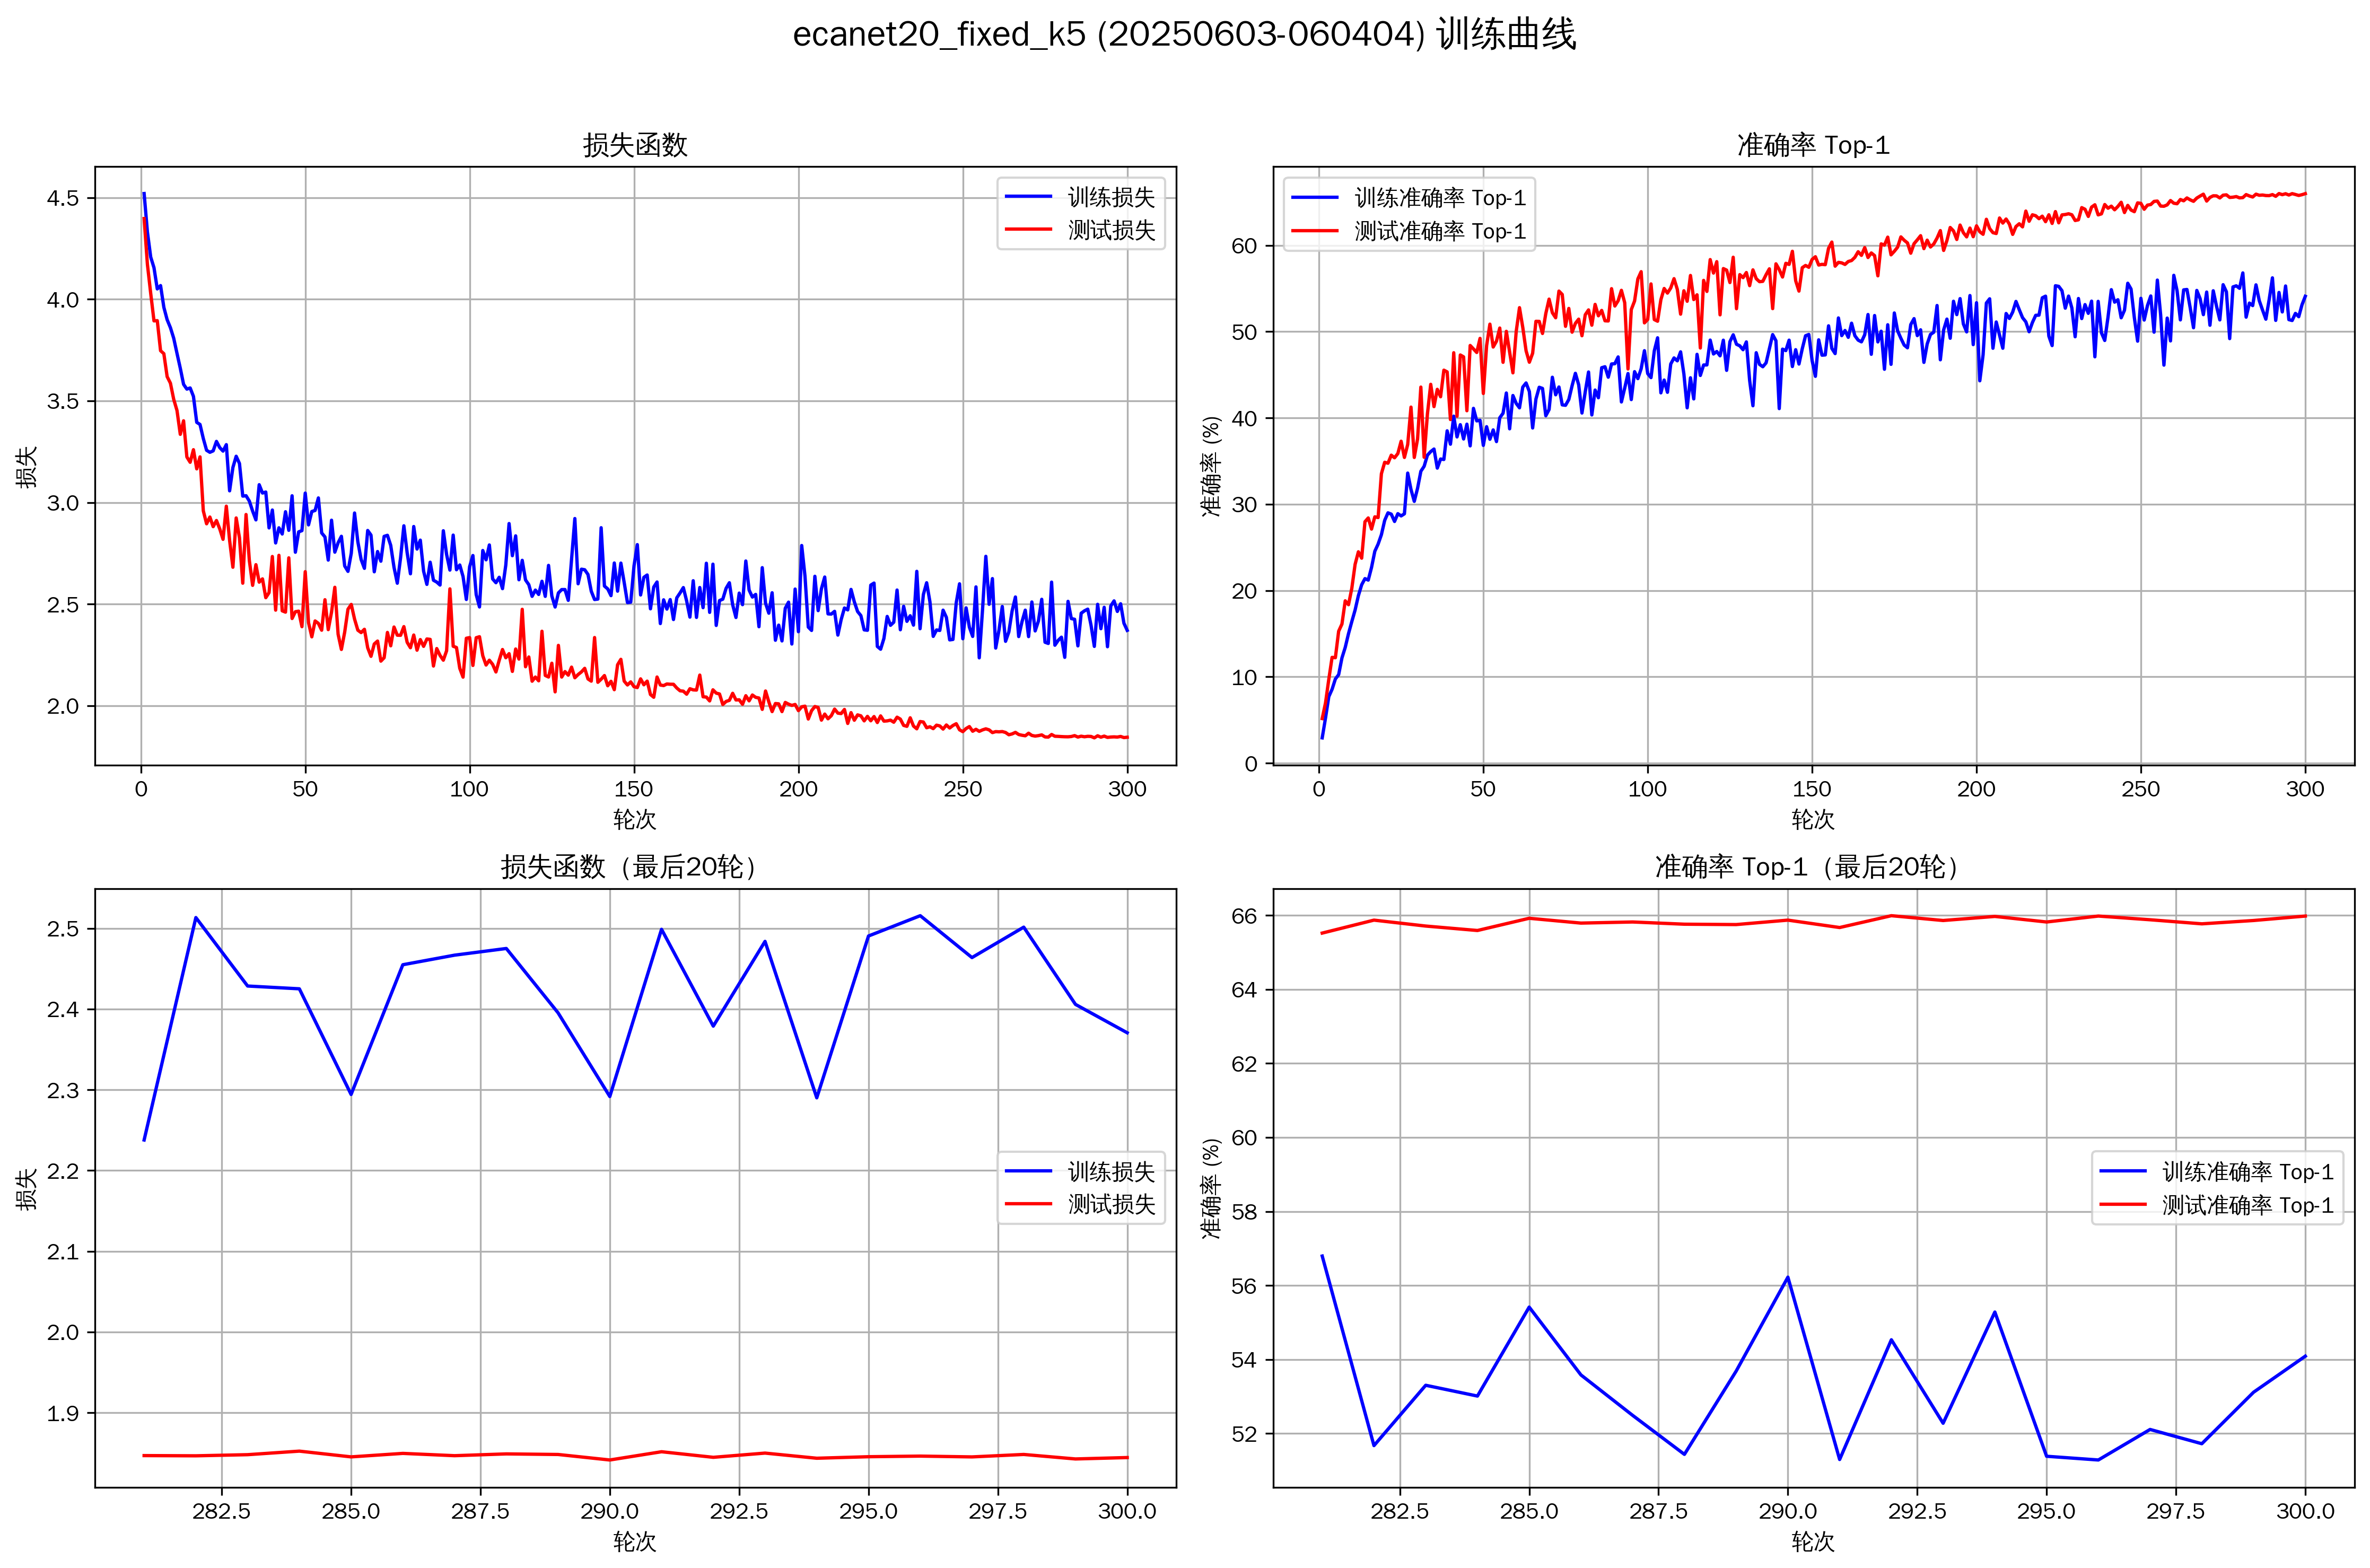 ecanet20_fixed_k5 (20250603-060404) 训练曲线
损失函数
4.5
4.0
3.5
3.0
2.5
2.0
损失
训练损失
测试损失
0 50 100 150 200 250 300
轮次
准确率 Top-1
60
50
40
30
20
10
0
准确率 (%)
训练准确率 Top-1
测试准确率 Top-1
0 50 100 150 200 250 300
轮次
损失函数（最后20轮）
2.5
2.4
2.3
2.2
2.1
2.0
1.9
损失
训练损失
测试损失
282.5 285.0 287.5 290.0 292.5 295.0 297.5 300.0
轮次
准确率 Top-1（最后20轮）
66
64
62
60
58
56
54
52
准确率 (%)
训练准确率 Top-1
测试准确率 Top-1
282.5 285.0 287.5 290.0 292.5 295.0 297.5 300.0
轮次